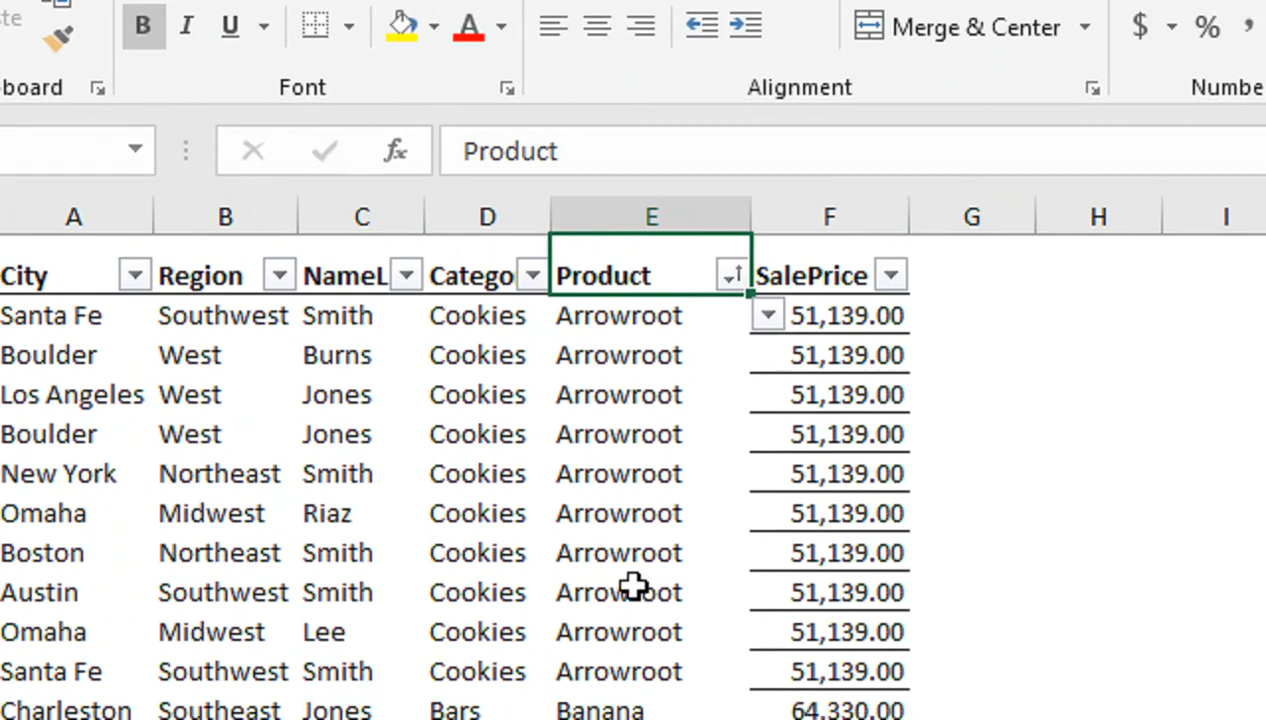 B I U A Merge & Center $ % ,
Font Alignment
fx Product
A B C D E F G H I
City Region NameL Catego Product SalePrice
Santa Fe Southwest Smith Cookies Arrowroot 51,139.00
Boulder West Burns Cookies Arrowroot 51,139.00
Los Angeles West Jones Cookies Arrowroot 51,139.00
Boulder West Jones Cookies Arrowroot 51,139.00
New York Northeast Smith Cookies Arrowroot 51,139.00
Omaha Midwest Riaz Cookies Arrowroot 51,139.00
Boston Northeast Smith Cookies Arrowroot 51,139.00
Austin Southwest Smith Cookies Arrowroot 51,139.00
Omaha Midwest Lee Cookies Arrowroot 51,139.00
Santa Fe Southwest Smith Cookies Arrowroot 51,139.00
Charleston Southeast Jones Bars Banana 64,330.00